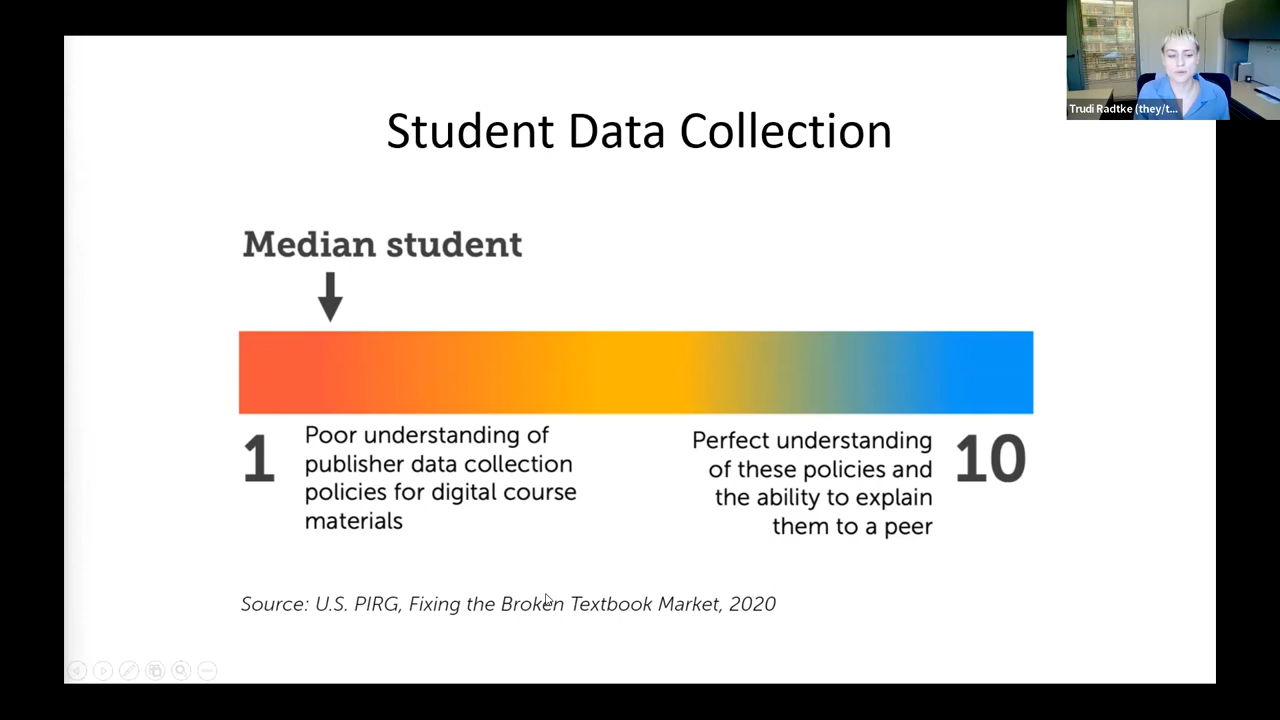 Trudi Radtke (they/t...
Student Data Collection
Median student
1
Poor understanding of
publisher data collection
policies for digital course
materials
Perfect understanding
of these policies and
the ability to explain
them to a peer
10
Source: U.S. PIRG, Fixing the Broken Textbook Market, 2020